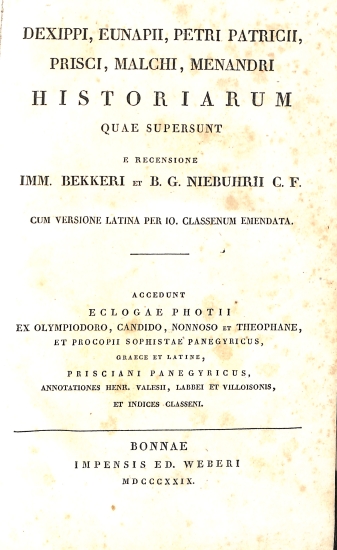 DEXIPPI, EUNAPII, PETRI PATRICII,
PRISCI, MALCHI, MENANDRI
HISTORIARUM
QUAE SUPERSUNT
E RECENSIONE
IMM. BEKKERI ET B. G. NIEBUHRII C. F.
CUM VERSIONE LATINA PER IO. CLASSENUM EMENDATA.
ACCEDUNT
ECLOGAE PHOTII
EX OLYMPIODORO, CANDIDO, NONNOSO ET THEOPHANE,
ET PROCOPII SOPHISTAE PANEGYRICUS,
GRAECE ET LATINE,
PRISCIANI PANEGYRICUS,
ANNOTATIONES HENR. VALESII, LABBEI ET VILLOISONIS,
ET INDICES CLASSENI.
BONNAE
IMPENSIS ED. WEBERI
MDCCCXXIX.